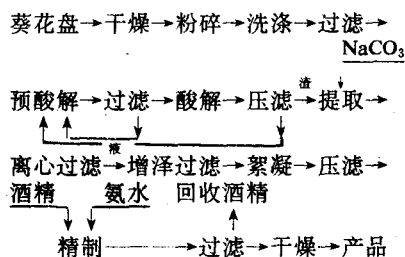 葵花盘→干燥→粉碎→洗涤→过滤→
NaCO₃
渣
预酸解→过滤→酸解→压滤→提取→
液
离心过滤→增泽过滤→絮凝→压滤→
酒精 氨水 回收酒精
精制→过滤→干燥→产品